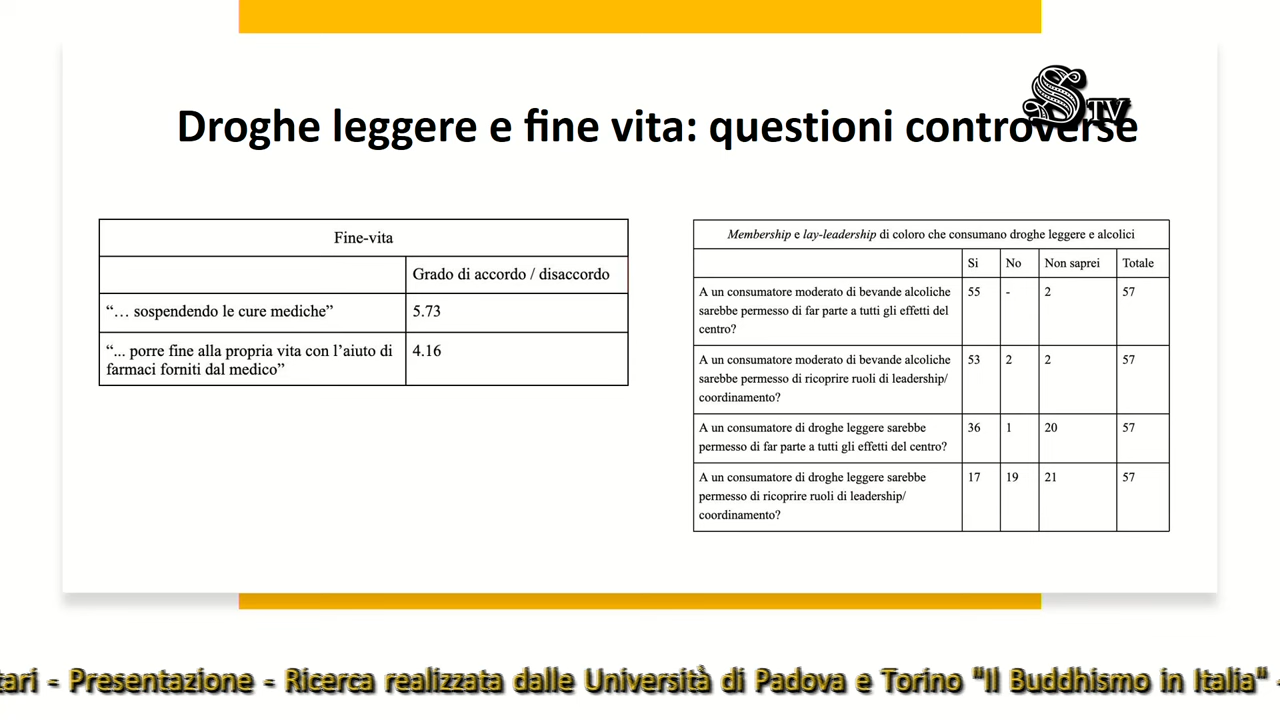 STV
Droghe leggere e fine vita: questioni controverse
Fine-vita
Grado di accordo / disaccordo
“… sospendendo le cure mediche” 5.73
“... porre fine alla propria vita con l’aiuto di 4.16
farmaci forniti dal medico”
Membership e lay-leadership di coloro che consumano droghe leggere e alcolici
Si No Non saprei Totale
A un consumatore moderato di bevande alcoliche 55 - 2 57
sarebbe permesso di far parte a tutti gli effetti del
centro?
A un consumatore moderato di bevande alcoliche 53 2 2 57
sarebbe permesso di ricoprire ruoli di leadership/
coordinamento?
A un consumatore di droghe leggere sarebbe 36 1 20 57
permesso di far parte a tutti gli effetti del centro?
A un consumatore di droghe leggere sarebbe 17 19 21 57
permesso di ricoprire ruoli di leadership/
coordinamento?
tari - Presentazione - Ricerca realizzata dalle Università di Padova e Torino "Il Buddhismo in Italia" -